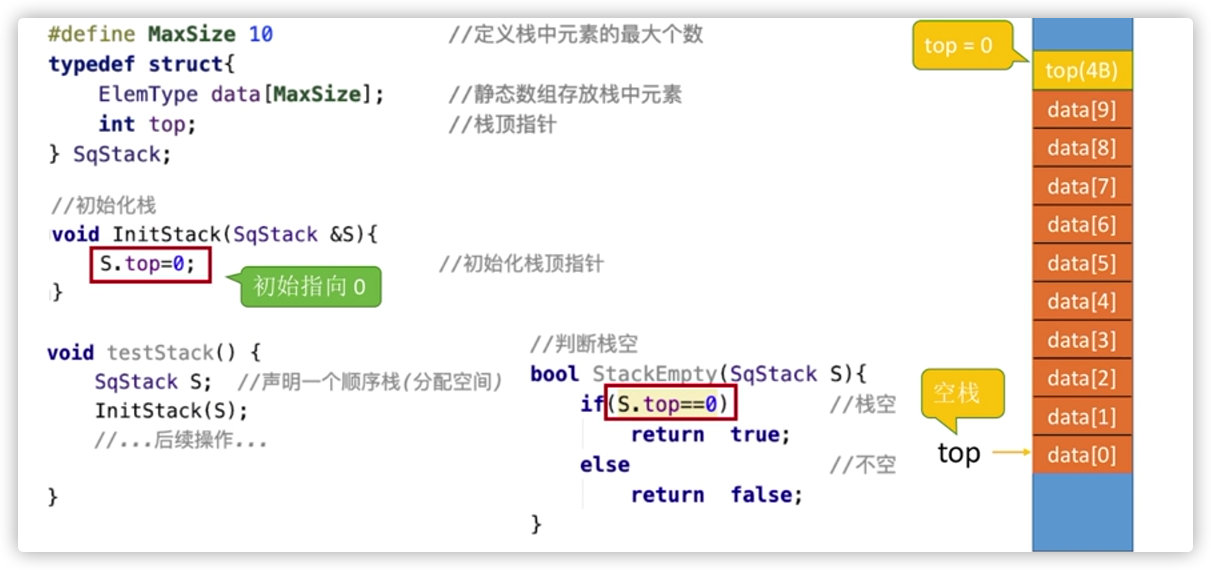 #define MaxSize 10 //定义栈中元素的最大个数
typedef struct{
ElemType data[MaxSize]; //静态数组存放栈中元素
int top; //栈顶指针
} SqStack;
//初始化栈
void InitStack(SqStack &S){
S.top=0; //初始化栈顶指针
初始指向 0
}
void testStack() {
SqStack S; //声明一个顺序栈(分配空间)
InitStack(S);
//...后续操作...
}
//判断栈空
bool StackEmpty(SqStack S){
if(S.top==0) //栈空
return true;
else //不空
return false;
}
top = 0
top(4B)
data[9]
data[8]
data[7]
data[6]
data[5]
data[4]
data[3]
data[2]
data[1]
data[0]
空栈
top